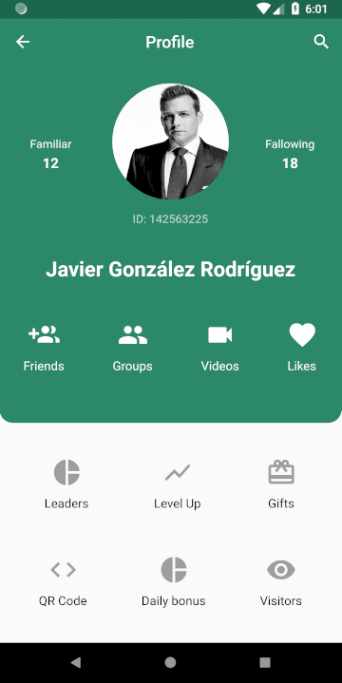 6:01
Profile
Familiar
12
Fallowing
18
ID: 142563225
Javier González Rodríguez
Friends
Groups
Videos
Likes
Leaders
Level Up
Gifts
QR Code
Daily bonus
Visitors